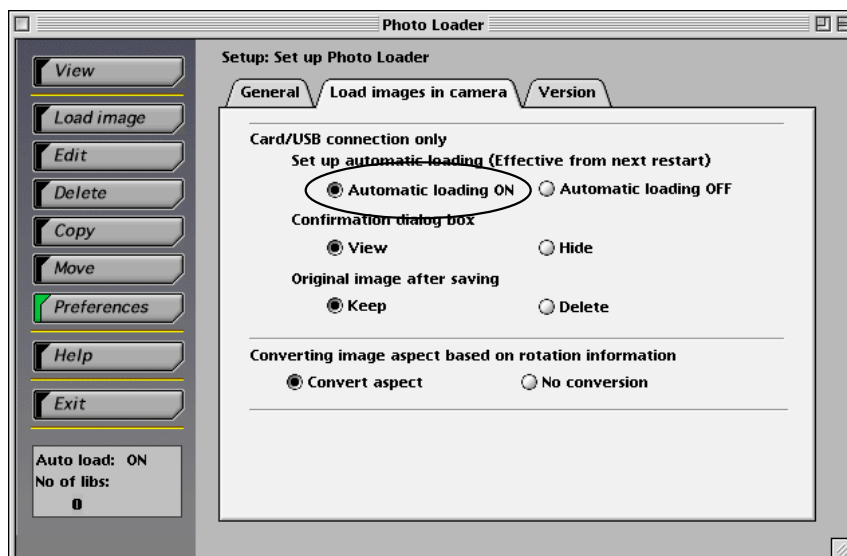 Photo Loader
View
Load image
Edit
Delete
Copy
Move
Preferences
Help
Exit
Auto load: ON
No of libs:
0
Setup: Set up Photo Loader
General
Load images in camera
Version
Card/USB connection only
Set up automatic loading (Effective from next restart)
Automatic loading ON
Automatic loading OFF
Confirmation dialog box
View
Hide
Original image after saving
Keep
Delete
Converting image aspect based on rotation information
Convert aspect
No conversion